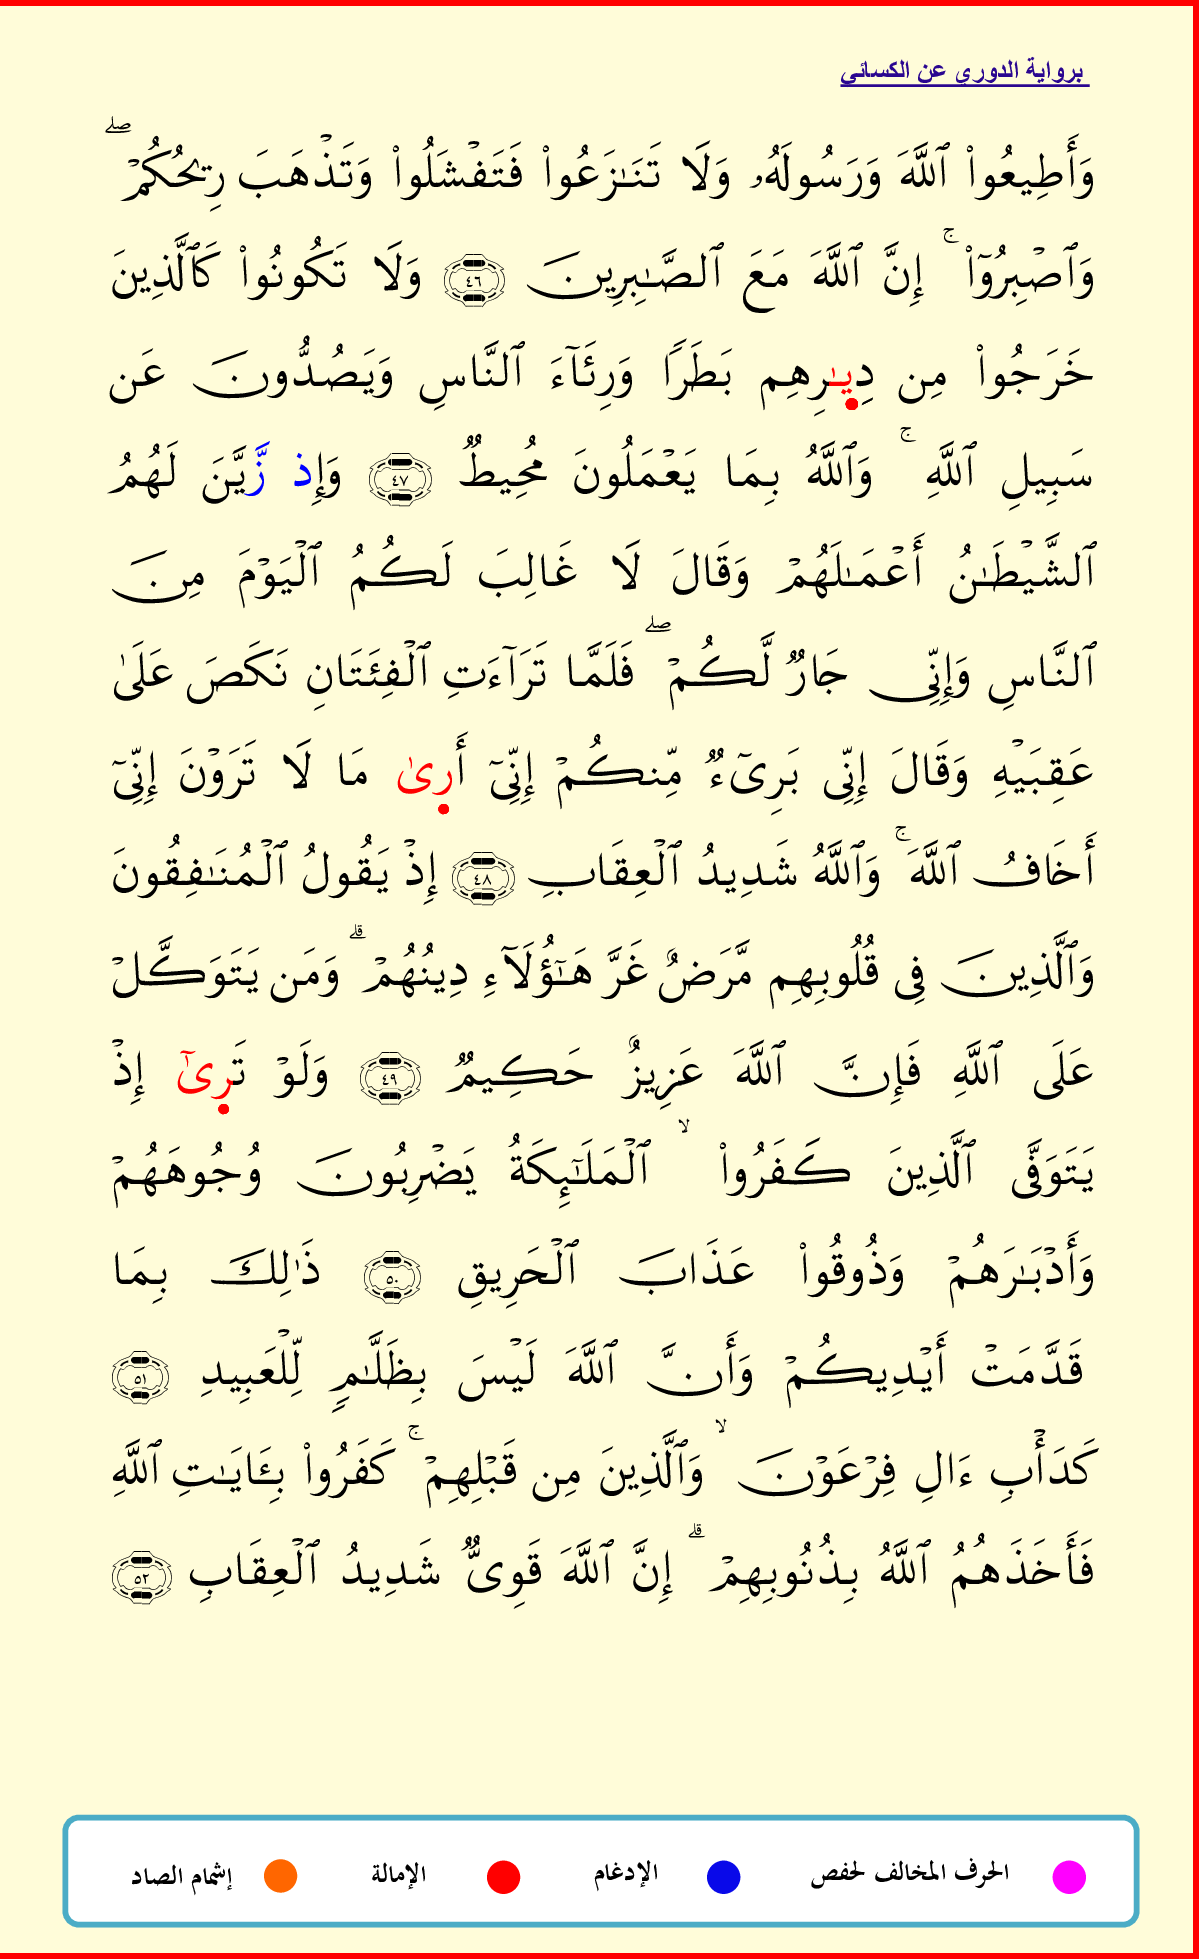 برواية الدوري عن الكسائي
وَأَطِيعُوا۟ ٱللَّهَ وَرَسُولَهُۥ وَلَا تَنَـٰزَعُوا۟ فَتَفْشَلُوا۟ وَتَذْهَبَ رِيحُكُمْ ۖ
وَٱصْبِرُوٓا۟ ۚ إِنَّ ٱللَّهَ مَعَ ٱلصَّـٰبِرِينَ ٤٦ وَلَا تَكُونُوا۟ كَٱلَّذِينَ
خَرَجُوا۟ مِن دِيَـٰرِهِم بَطَرًا وَرِئَآءَ ٱلنَّاسِ وَيَصُدُّونَ عَن
سَبِيلِ ٱللَّهِ ۚ وَٱللَّهُ بِمَا يَعْمَلُونَ مُحِيطٌ ٤٧ وَإِذ زَّيَّنَ لَهُمُ
ٱلشَّيْطَـٰنُ أَعْمَـٰلَهُمْ وَقَالَ لَا غَالِبَ لَكُمُ ٱلْيَوْمَ مِنَ
ٱلنَّاسِ وَإِنِّى جَارٌ لَّكُمْ ۖ فَلَمَّا تَرَآءَتِ ٱلْفِئَتَانِ نَكَصَ عَلَىٰ
عَقِبَيْهِ وَقَالَ إِنِّى بَرِىٓءٌ مِّنكُمْ إِنِّىٓ أَرِىٰ مَا لَا تَرَوْنَ إِنِّىٓ
أَخَافُ ٱللَّهَ ۚ وَٱللَّهُ شَدِيدُ ٱلْعِقَابِ ٤٨ إِذْ يَقُولُ ٱلْمُنَـٰفِقُونَ
وَٱلَّذِينَ فِى قُلُوبِهِم مَّرَضٌ غَرَّ هَـٰٓؤُلَآءِ دِينُهُمْ ۗ وَمَن يَتَوَكَّلْ
عَلَى ٱللَّهِ فَإِنَّ ٱللَّهَ عَزِيزٌ حَكِيمٌ ٤٩ وَلَوْ تَرِىٰٓ إِذْ
يَتَوَفَّى ٱلَّذِينَ كَفَرُوا۟ ۙ ٱلْمَلَـٰٓئِكَةُ يَضْرِبُونَ وُجُوهَهُمْ
وَأَدْبَـٰرَهُمْ وَذُوقُوا۟ عَذَابَ ٱلْحَرِيقِ ٥٠ ذَٰلِكَ بِمَا
قَدَّمَتْ أَيْدِيكُمْ وَأَنَّ ٱللَّهَ لَيْسَ بِظَلَّـٰمٍ لِّلْعَبِيدِ ٥١
كَدَأْبِ ءَالِ فِرْعَوْنَ ۙ وَٱلَّذِينَ مِن قَبْلِهِمْ ۚ كَفَرُوا۟ بِـَٔايَـٰتِ ٱللَّهِ
فَأَخَذَهُمُ ٱللَّهُ بِذُنُوبِهِمْ ۗ إِنَّ ٱللَّهَ قَوِىٌّ شَدِيدُ ٱلْعِقَابِ ٥٢
الحرف المخالف لحفص الإدغام الإمالة إشمام الصاد